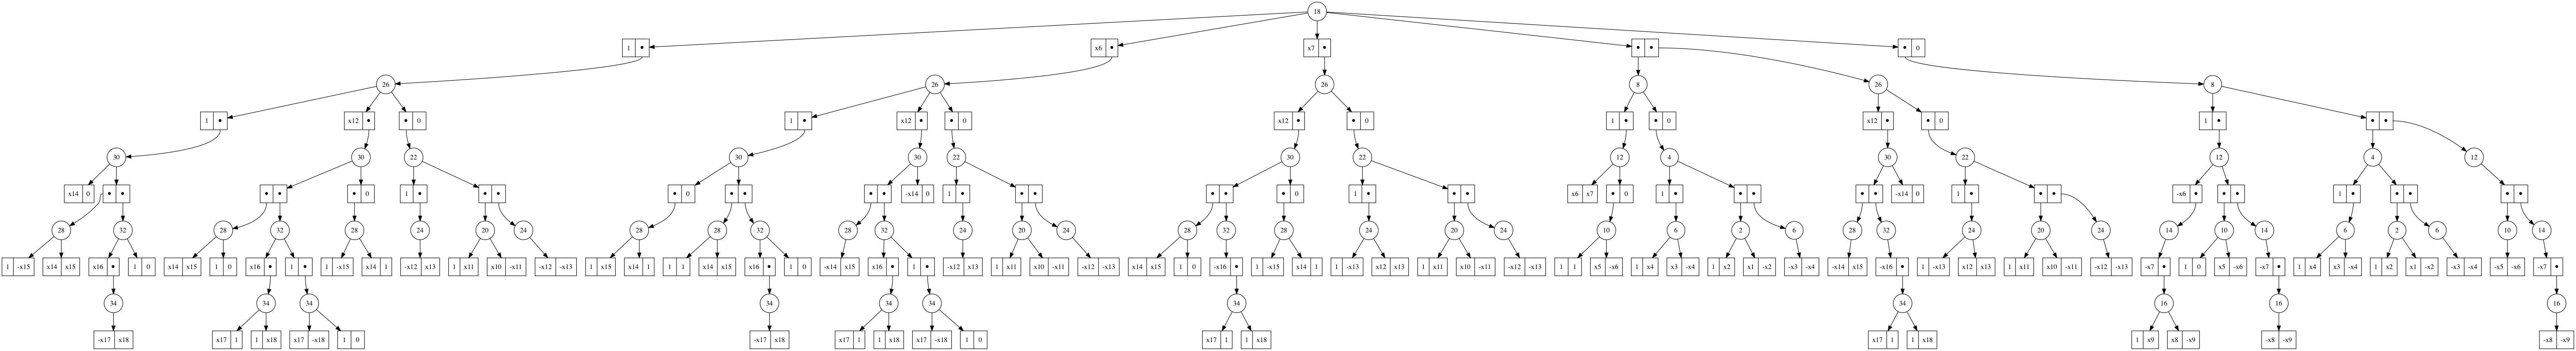 18
1
x6
x7
0
26
26
26
8
26
8
1
x12
0
1
x12
0
x12
0
1
0
x12
0
1
30
30
22
30
30
22
30
22
12
4
30
22
12
4
12
x14 0
0
1
0
-x14 0
1
0
1
x6 x7
0
1
-x14 0
1
-x6
1
28
32
28
32
28
24
20
24
28
28
32
28
32
24
20
24
28
32
28
24
20
24
10
6
2
6
28
32
24
20
24
14
10
14
6
2
6
10
14
1 -x15
x14 x15
x16
1 0
x14 x15
1 0
x16
1
1 -x15
x14 1
-x12 x13
1 x11
x10 -x11
-x12 -x13
1 x15
x14 1
1 1
x14 x15
x16
1 0
-x14 x15
x16
1
-x12 x13
1 x11
x10 -x11
-x12 -x13
x14 x15
1 0
-x16
1 -x15
x14 1
1 -x13
x12 x13
1 x11
x10 -x11
-x12 -x13
1 1
x5 -x6
1 x4
x3 -x4
1 x2
x1 -x2
-x3 -x4
-x14 x15
-x16
1 -x13
x12 x13
1 x11
x10 -x11
-x12 -x13
-x7
1 0
x5 -x6
-x7
1 x4
x3 -x4
1 x2
x1 -x2
-x3 -x4
-x5 -x6
-x7
34
34
34
34
34
34
34
34
16
16
16
-x17 x18
x17 1
1 x18
x17 -x18
1 0
-x17 x18
x17 1
1 x18
x17 -x18
1 0
x17 1
1 x18
x17 1
1 x18
1 x9
x8 -x9
-x8 -x9
-x8 -x9